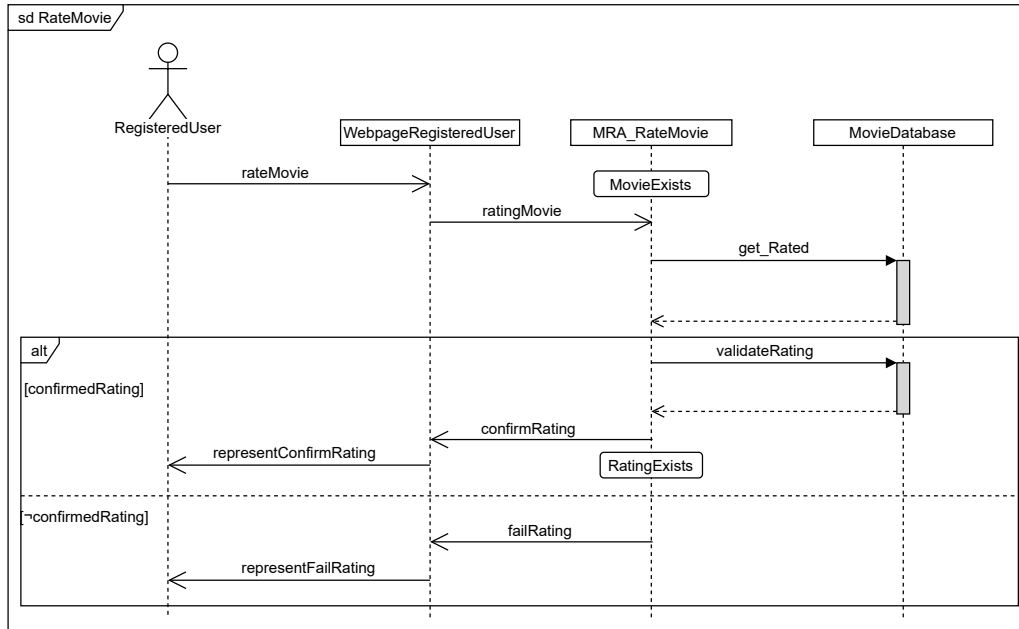 sd RateMovie
RegisteredUser
WebpageRegisteredUser
MRA_RateMovie
MovieDatabase
rateMovie
MovieExists
ratingMovie
get_Rated
alt
validateRating
[confirmedRating]
confirmRating
representConfirmRating
RatingExists
[¬confirmedRating]
failRating
representFailRating